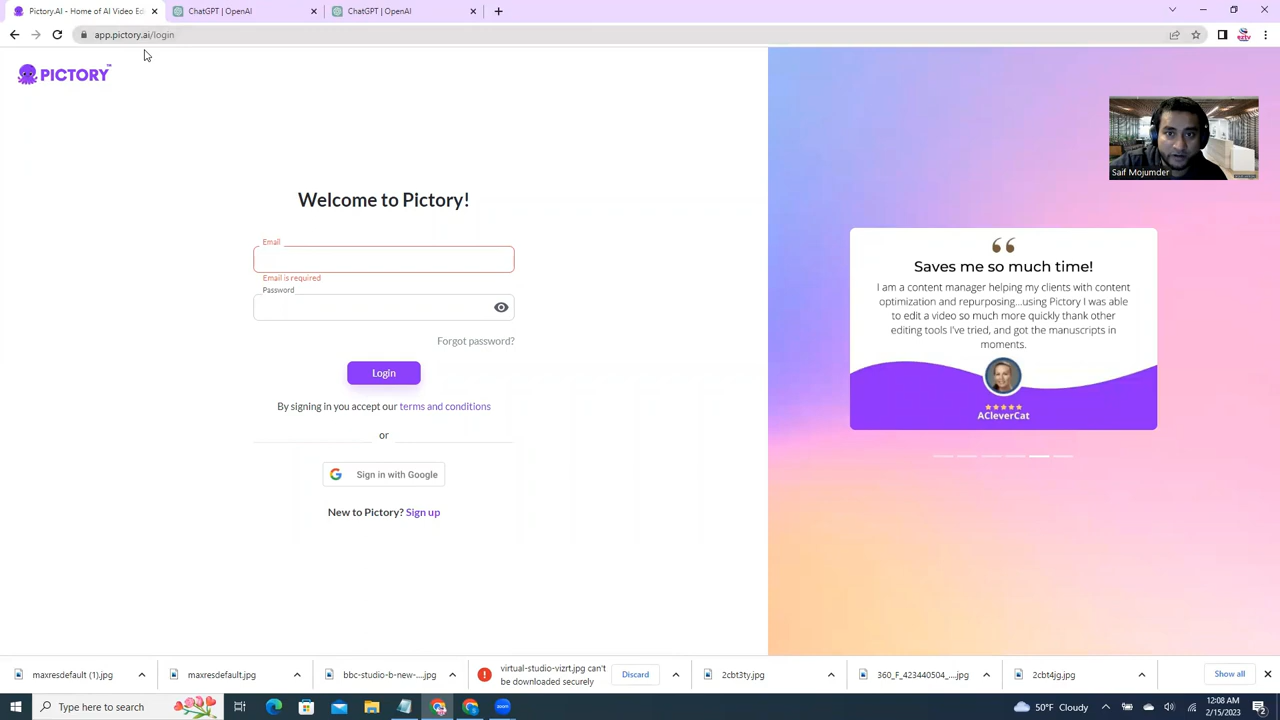 Pictory.AI - Home of AI Video Ed
ChatGPT | OpenAI
ChatGPT | OpenAI
app.pictory.ai/login
PICTORY™
Saif Mojumder
Welcome to Pictory!
Email
Email is required
Password
Forgot password?
Login
By signing in you accept our terms and conditions
or
Sign in with Google
New to Pictory? Sign up
Saves me so much time!
I am a content manager helping my clients with content
optimization and repurposing...using Pictory I was able
to edit a video so much more quickly thank other
editing tools I've tried, and got the manuscripts in
moments.
ACleverCat
maxresdefault (1).jpg
maxresdefault.jpg
bbc-studio-b-new-....jpg
virtual-studio-vizrt.jpg can't
be downloaded securely
Discard
2cbt3ty.jpg
360_F_423440504_....jpg
2cbt4jg.jpg
Show all
Type here to search
zoom
50°F Cloudy
12:08 AM
2/15/2023
2